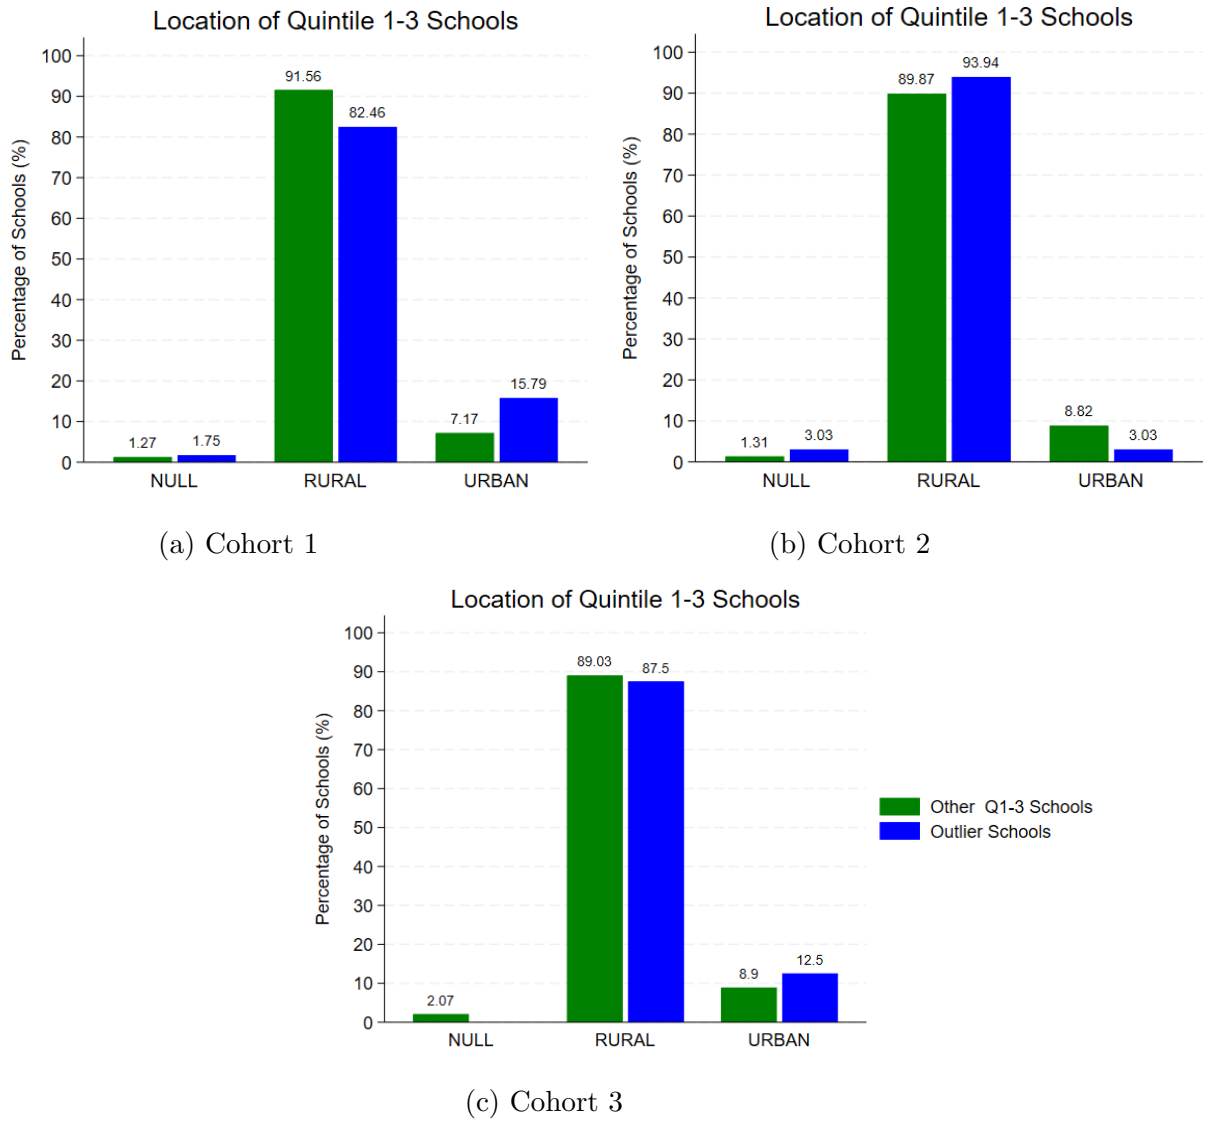 Location of Quintile 1-3 Schools
Percentage of Schools (%)
100
90
80
70
60
50
40
30
20
10
0
1.27
1.75
91.56
82.46
7.17
15.79
NULL
RURAL
URBAN
(a) Cohort 1
Location of Quintile 1-3 Schools
Percentage of Schools (%)
100
90
80
70
60
50
40
30
20
10
0
1.31
3.03
89.87
93.94
8.82
3.03
NULL
RURAL
URBAN
(b) Cohort 2
Location of Quintile 1-3 Schools
Percentage of Schools (%)
100
90
80
70
60
50
40
30
20
10
0
2.07
89.03
87.5
8.9
12.5
NULL
RURAL
URBAN
Other Q1-3 Schools
Outlier Schools
(c) Cohort 3